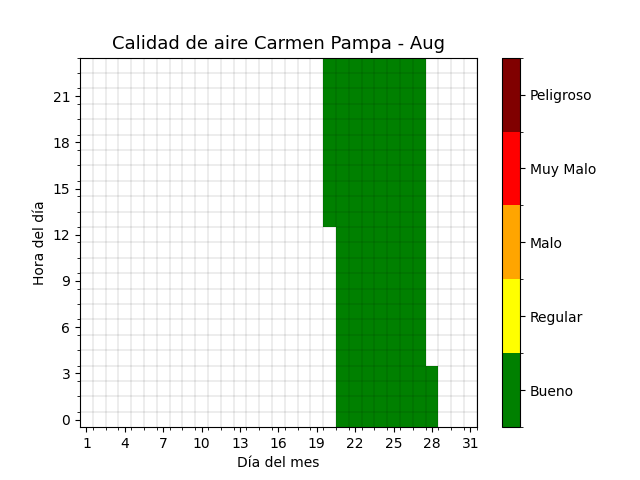 Calidad de aire Carmen Pampa - Aug
21
18
15
12
9
6
3
0
Hora del día
1 4 7 10 13 16 19 22 25 28 31
Día del mes
Peligroso
Muy Malo
Malo
Regular
Bueno